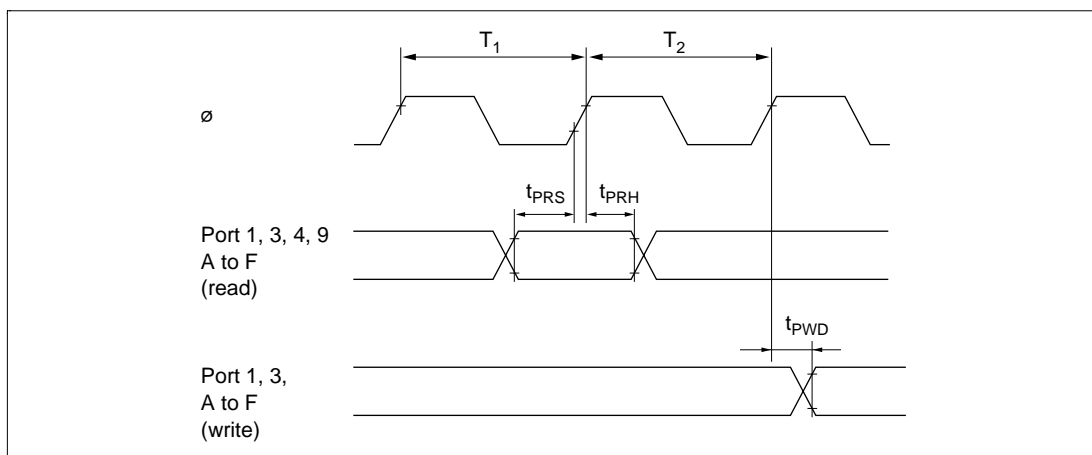 T1 T2
ø
tPRS tPRH
Port 1, 3, 4, 9
A to F
(read)
tPWD
Port 1, 3,
A to F
(write)